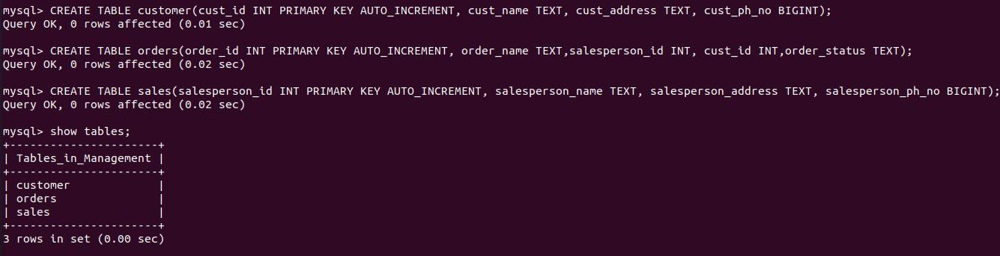 mysql> CREATE TABLE customer(cust_id INT PRIMARY KEY AUTO_INCREMENT, cust_name TEXT, cust_address TEXT, cust_ph_no BIGINT);
Query OK, 0 rows affected (0.01 sec)
mysql> CREATE TABLE orders(order_id INT PRIMARY KEY AUTO_INCREMENT, order_name TEXT,salesperson_id INT, cust_id INT,order_status TEXT);
Query OK, 0 rows affected (0.02 sec)
mysql> CREATE TABLE sales(salesperson_id INT PRIMARY KEY AUTO_INCREMENT, salesperson_name TEXT, salesperson_address TEXT, salesperson_ph_no BIGINT);
Query OK, 0 rows affected (0.02 sec)
mysql> show tables;
+----------------------+
| Tables_in_Management |
+----------------------+
| customer             |
| orders               |
| sales                |
+----------------------+
3 rows in set (0.00 sec)